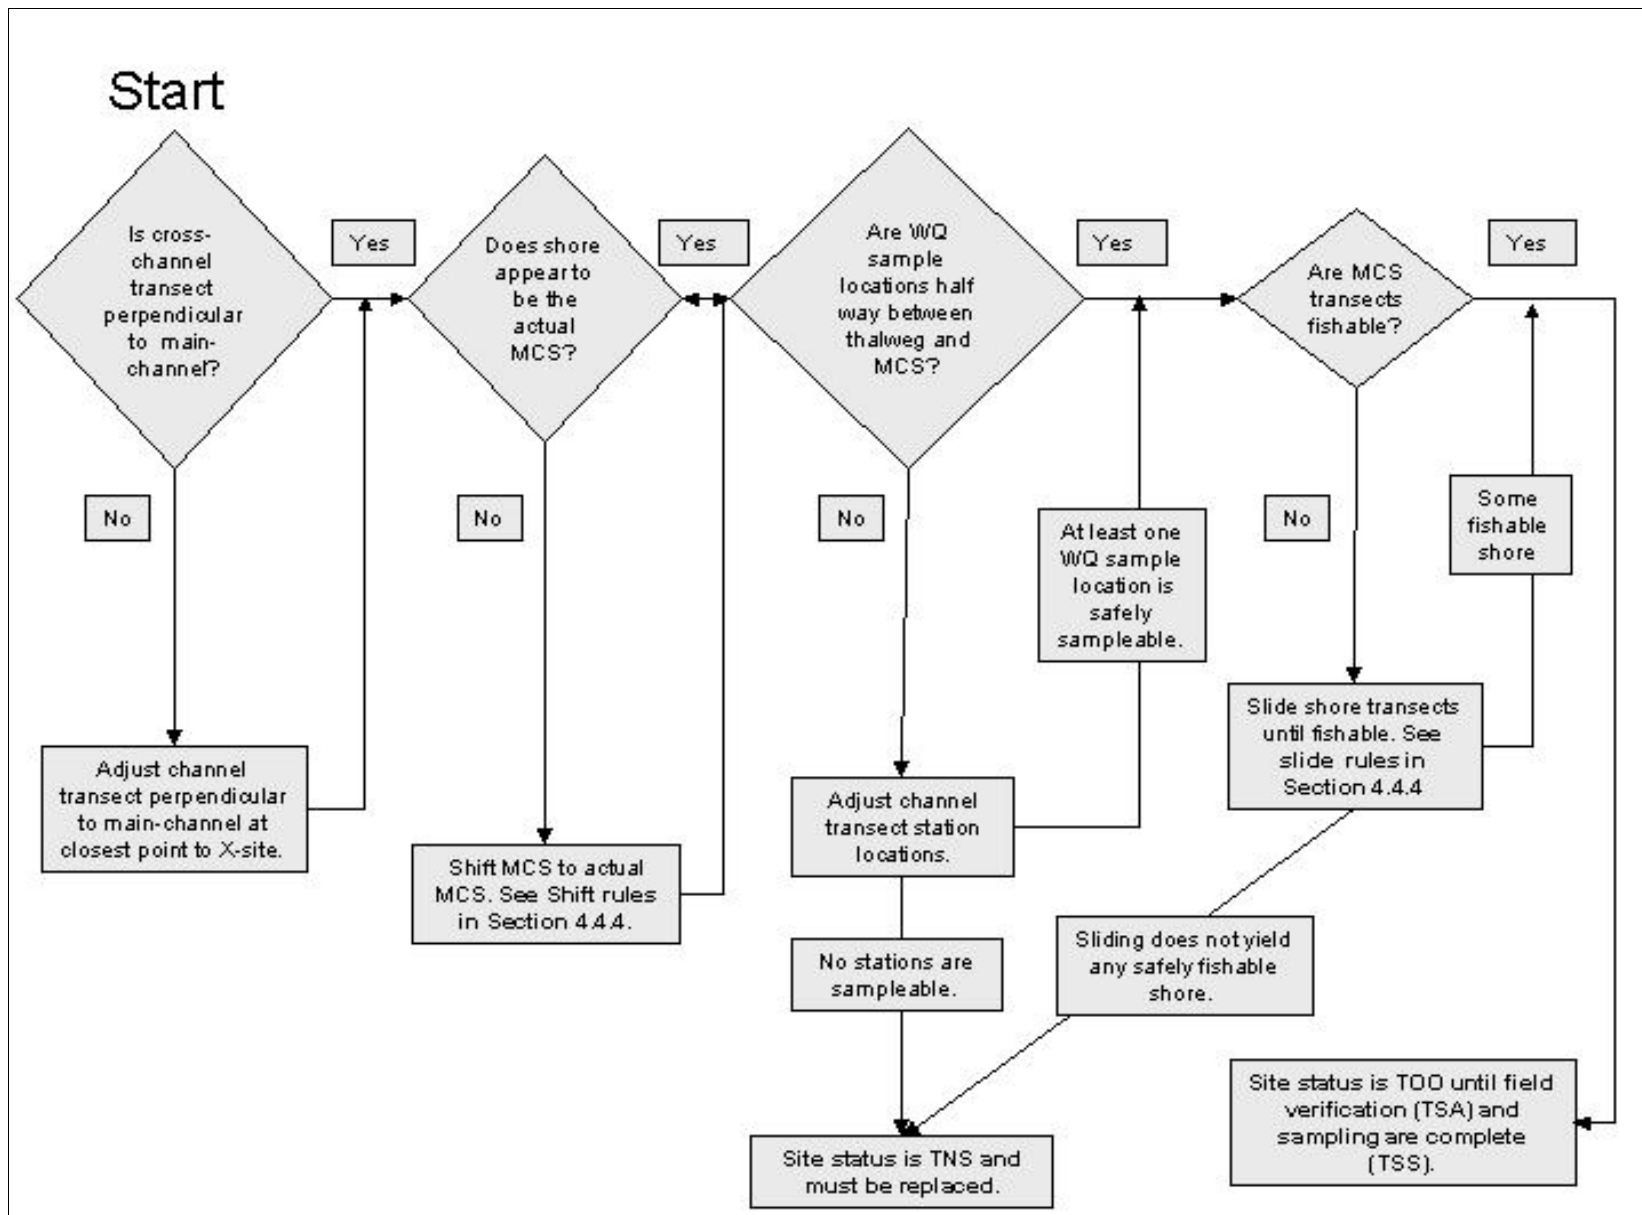 Start
Is cross-
channel
transect
perpendicular
to main-
channel?
Yes
No
Adjust channel
transect perpendicular
to main-channel at
closest point to X-site.
Does shore
appear to
be the
actual
MCS?
Yes
No
Shift MCS to actual
MCS. See Shift rules
in Section 4.4.4.
Are WQ
sample
locations half
way between
thalweg and
MCS?
Yes
No
At least one
WQ sample
location is
safely
sampleable.
Adjust channel
transect station
locations.
No stations are
sampleable.
Are MCS
transects
fishable?
Yes
No
Some
fishable
shore
Slide shore transects
until fishable. See
slide rules in
Section 4.4.4
Sliding does not yield
any safely fishable
shore.
Site status is TNS and
must be replaced.
Site status is TOO until field
verification (TSA) and
sampling are complete
(TSS).